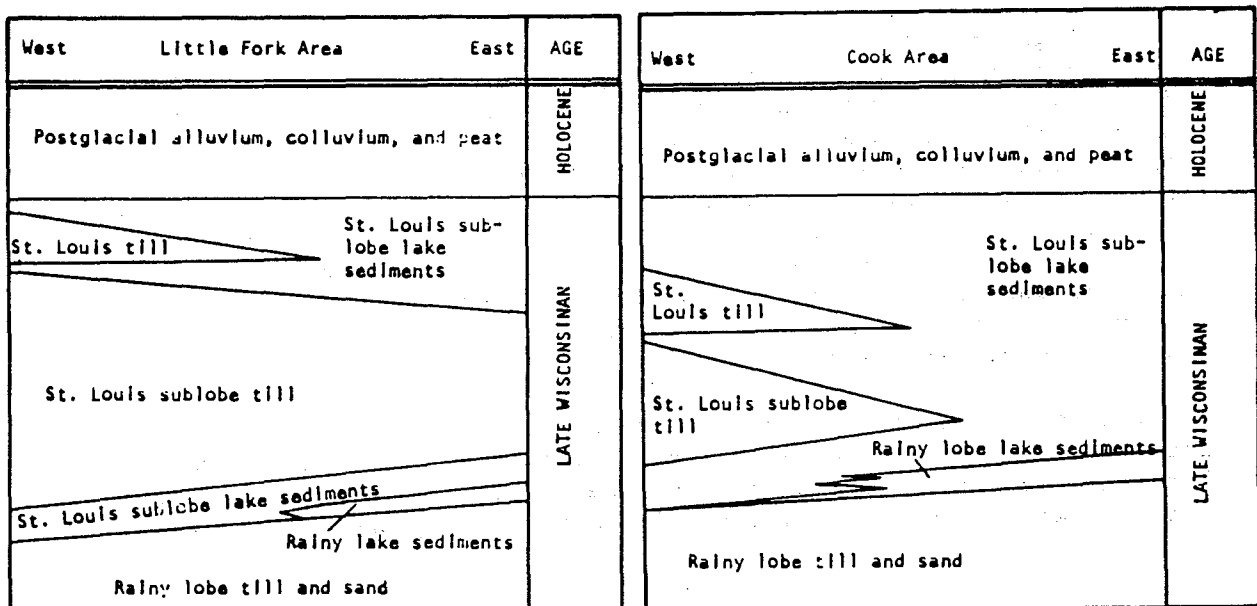 West Little Fork Area East AGE
Postglacial alluvium, colluvium, and peat
HOLOCENE
St. Louis till
St. Louis sub-
lobe lake
sediments
St. Louis sublobe till
LATE WISCONSINAN
St. Louis sublobe lake sediments
Rainy lake sediments
Rainy lobe till and sand
West Cook Area East AGE
Postglacial alluvium, colluvium, and peat
HOLOCENE
St. Louis sub-
lobe lake
sediments
St.
Louis till
St. Louis sublobe
till
LATE WISCONSINAN
Rainy lobe lake sediments
Rainy lobe till and sand